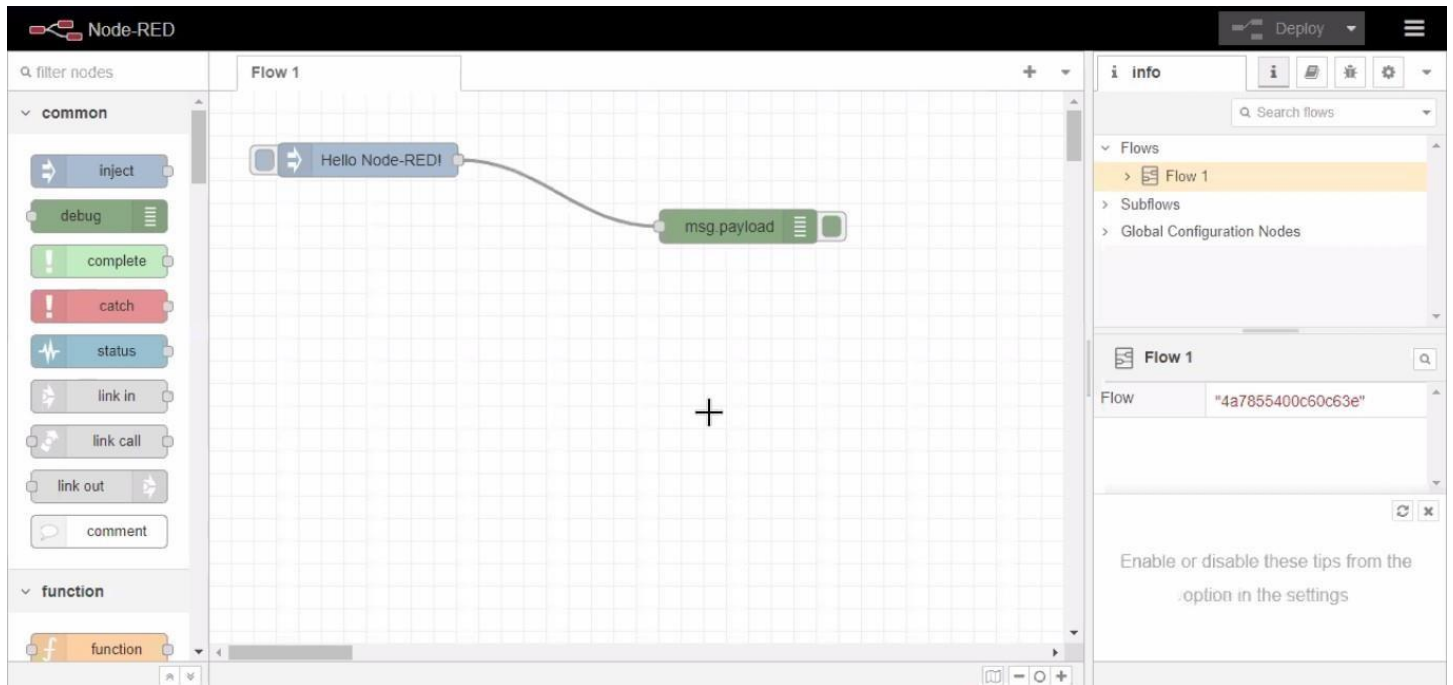 Node-RED
Deploy
filter nodes
Flow 1
i info
i
common
Search flows
inject
Hello Node-RED!
Flows
Flow 1
debug
msg.payload
Subflows
Global Configuration Nodes
complete
catch
status
Flow 1
link in
Flow "4a7855400c60c63e"
link call
link out
comment
Enable or disable these tips from the
.option in the settings
function
f function